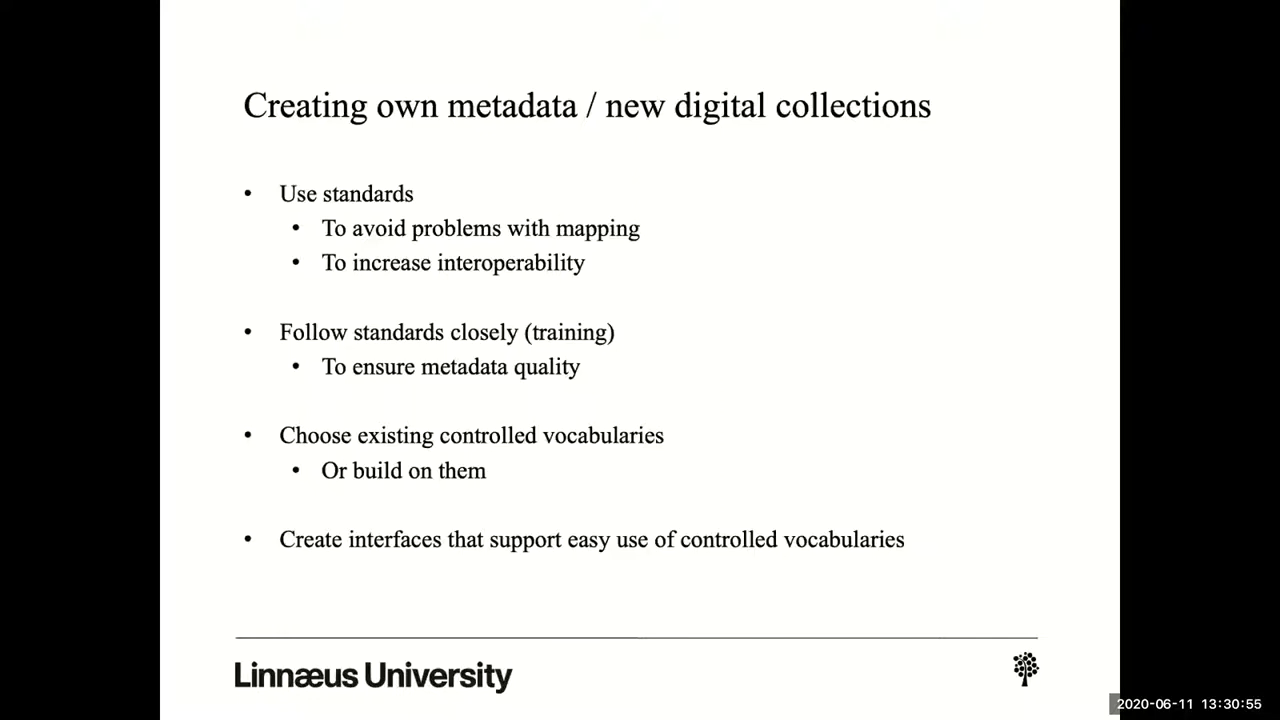 Creating own metadata / new digital collections
• Use standards
• To avoid problems with mapping
• To increase interoperability
• Follow standards closely (training)
• To ensure metadata quality
• Choose existing controlled vocabularies
• Or build on them
• Create interfaces that support easy use of controlled vocabularies
Linnæus University
2020-06-11 13:30:55